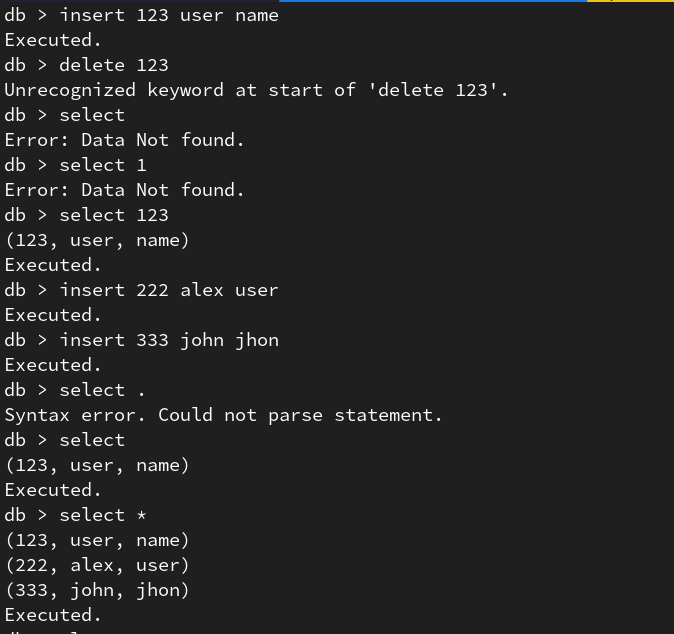 db > insert 123 user name
Executed.
db > delete 123
Unrecognized keyword at start of 'delete 123'.
db > select
Error: Data Not found.
db > select 1
Error: Data Not found.
db > select 123
(123, user, name)
Executed.
db > insert 222 alex user
Executed.
db > insert 333 john jhon
Executed.
db > select .
Syntax error. Could not parse statement.
db > select
(123, user, name)
Executed.
db > select *
(123, user, name)
(222, alex, user)
(333, john, jhon)
Executed.